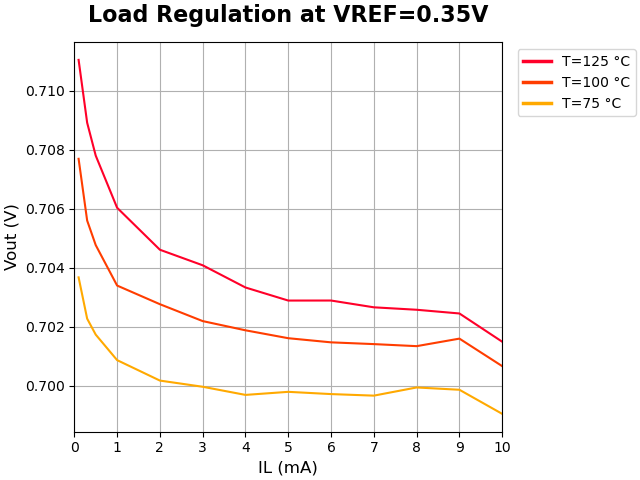 Load Regulation at VREF=0.35V
T=125 °C
T=100 °C
T=75 °C
Vout (V)
0.710
0.708
0.706
0.704
0.702
0.700
0 1 2 3 4 5 6 7 8 9 10
IL (mA)